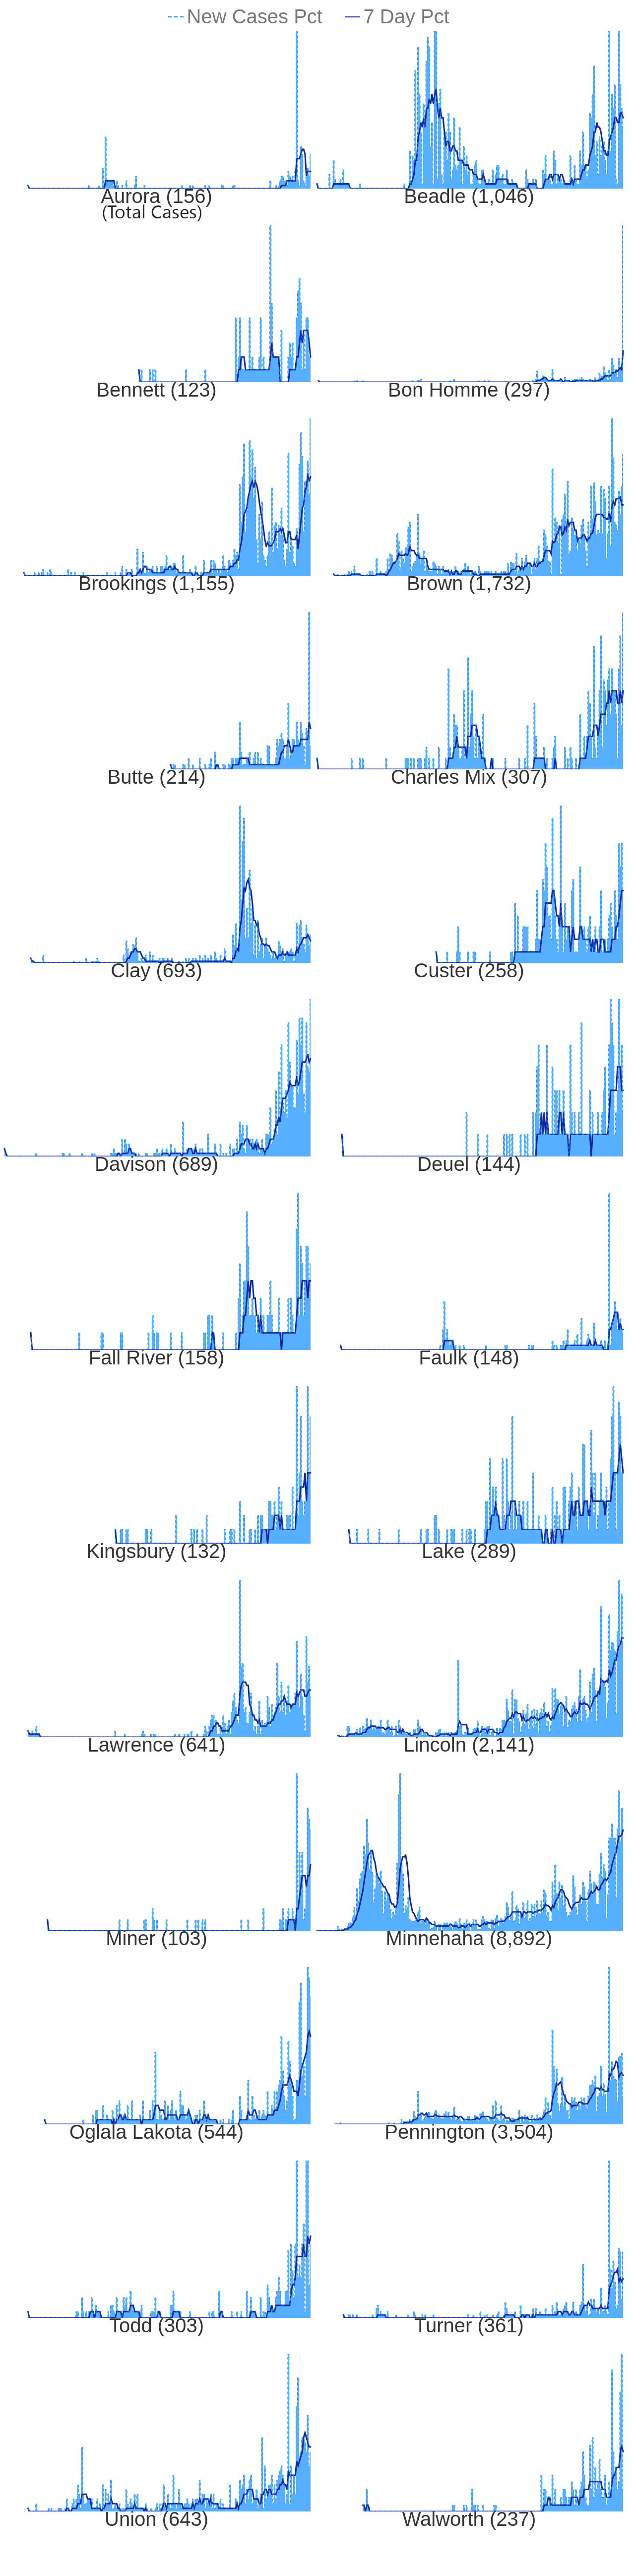 New Cases Pct 7 Day Pct
Aurora (156) Beadle (1,046)
(Total Cases)
Bennett (123) Bon Homme (297)
Brookings (1,155) Brown (1,732)
Butte (214) Charles Mix (307)
Clay (693) Custer (258)
Davison (689) Deuel (144)
Fall River (158) Faulk (148)
Kingsbury (132) Lake (289)
Lawrence (641) Lincoln (2,141)
Miner (103) Minnehaha (8,892)
Oglala Lakota (544) Pennington (3,504)
Todd (303) Turner (361)
Union (643) Walworth (237)